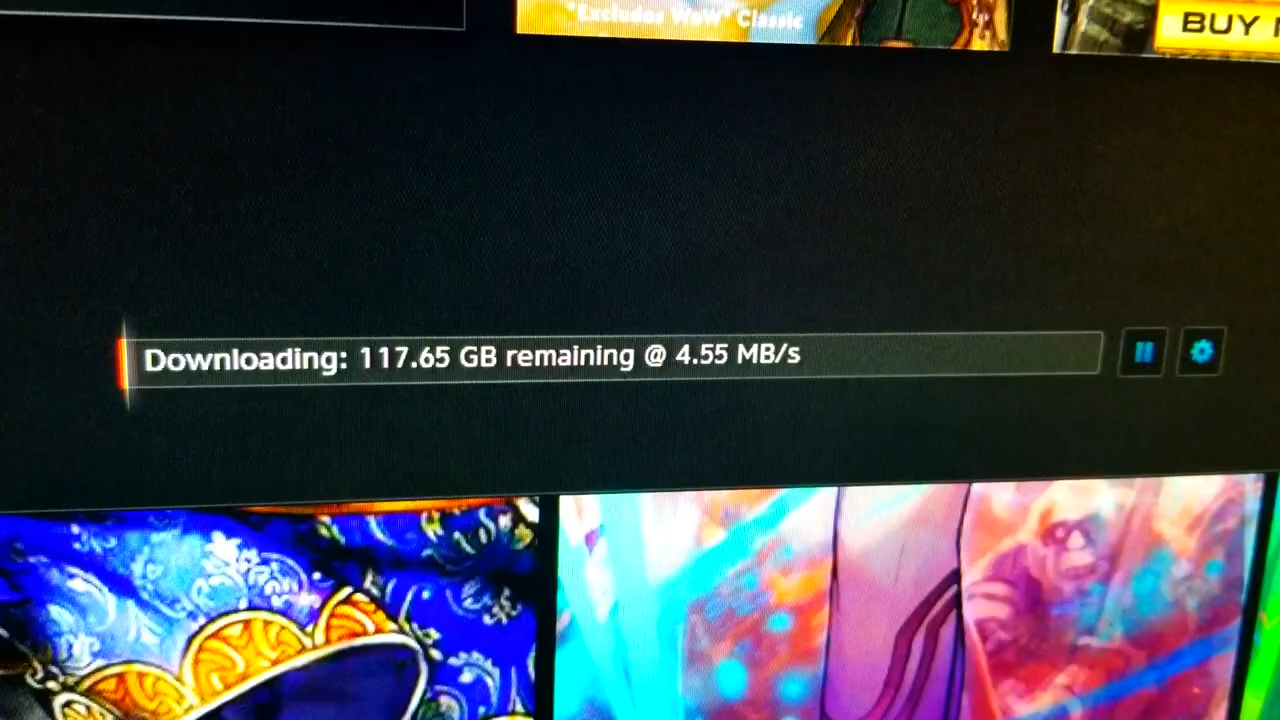 *Excludes WoW® Classic
BUY
Downloading: 117.65 GB remaining @ 4.55 MB/s